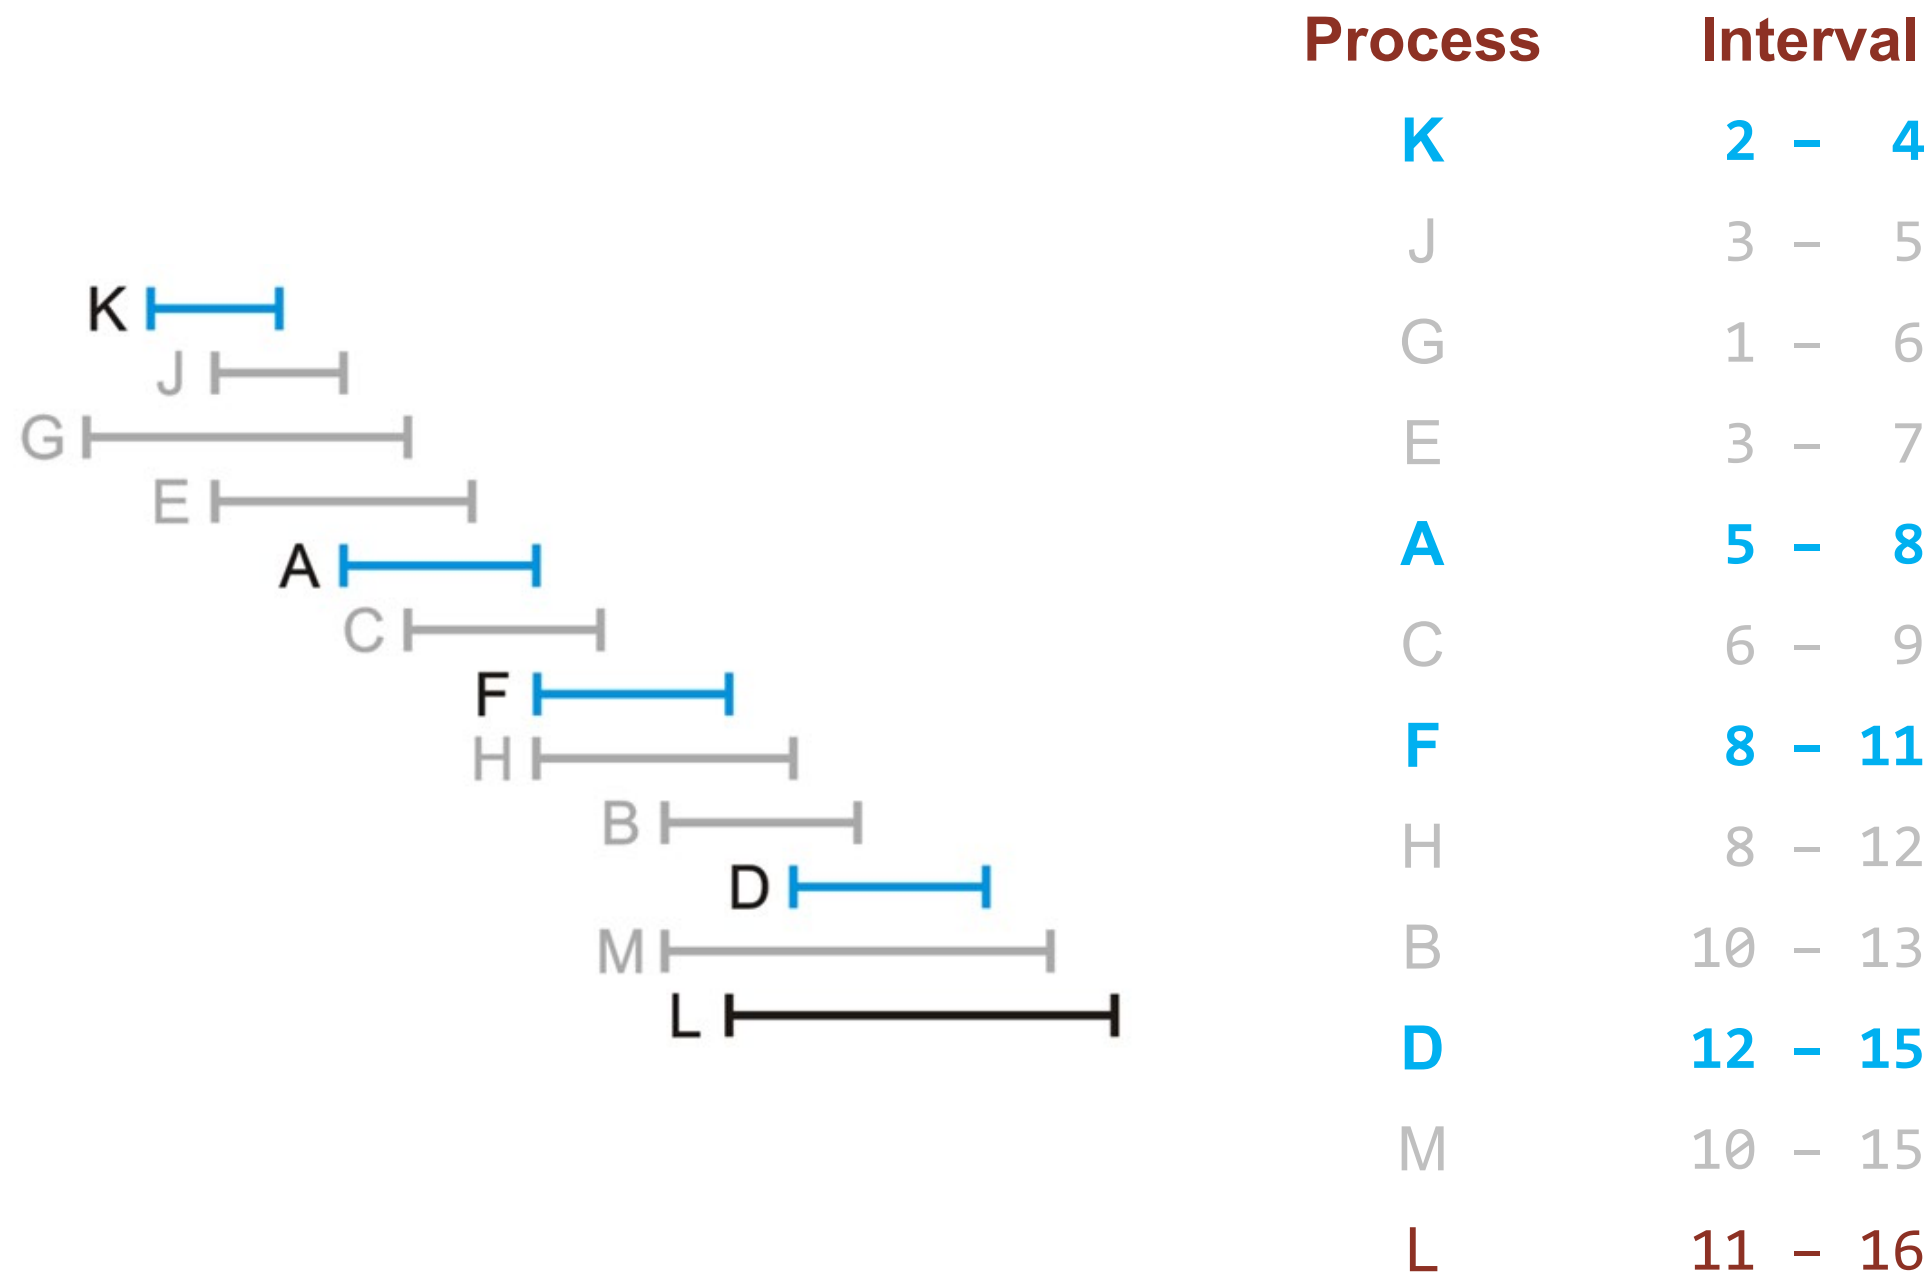 Process Interval
K 2 – 4
J 3 – 5
G 1 – 6
E 3 – 7
A 5 – 8
C 6 – 9
F 8 – 11
H 8 – 12
B 10 – 13
D 12 – 15
M 10 – 15
L 11 – 16
K
J
G
E
A
C
F
H
B
D
M
L